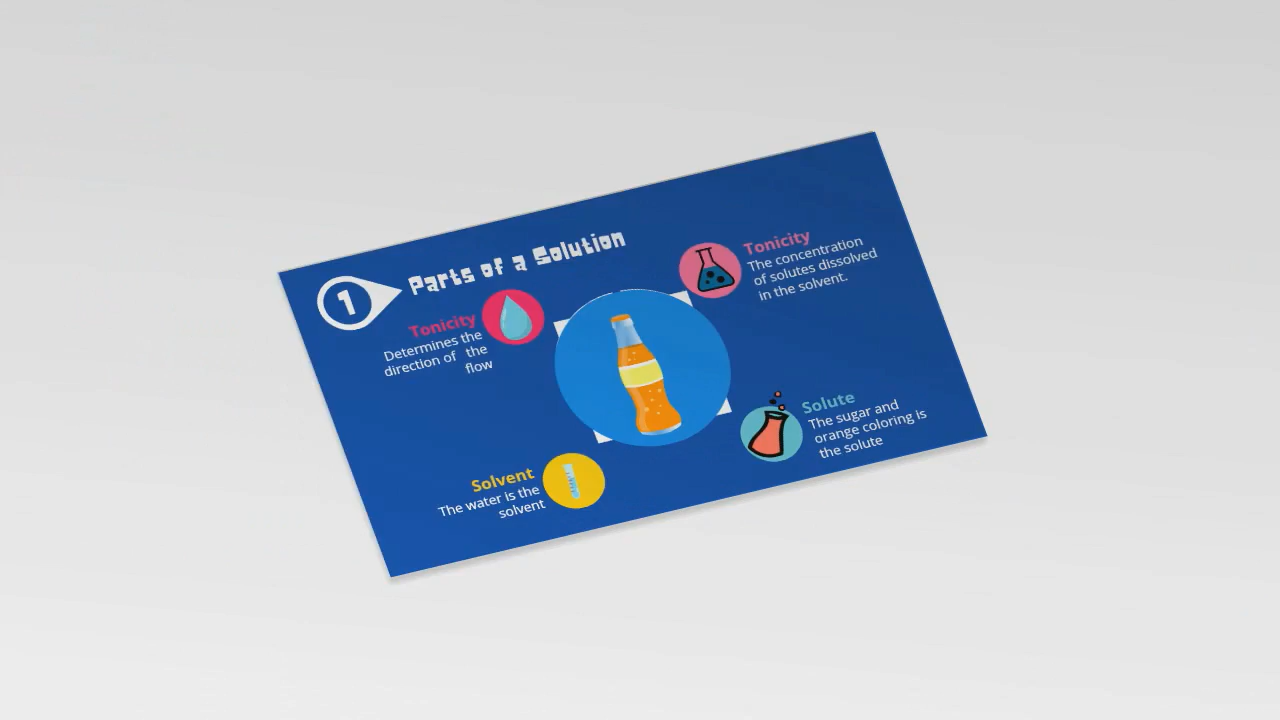 1
Parts of a Solution
Tonicity
Determines the
direction of the
flow
Tonicity
The concentration
of solutes dissolved
in the solvent.
Solvent
The water is the
solvent
Solute
The sugar and
orange coloring is
the solute